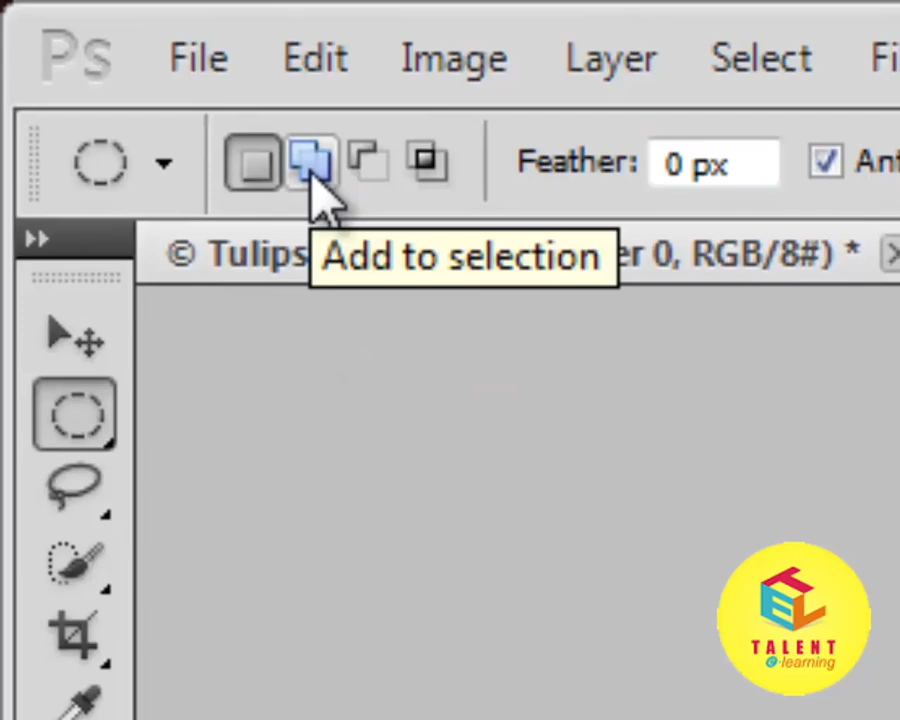 Ps File Edit Image Layer Select Fi
Feather: 0 px Ant
© Tulips er 0, RGB/8#) *
Add to selection
TALENT
e-learning